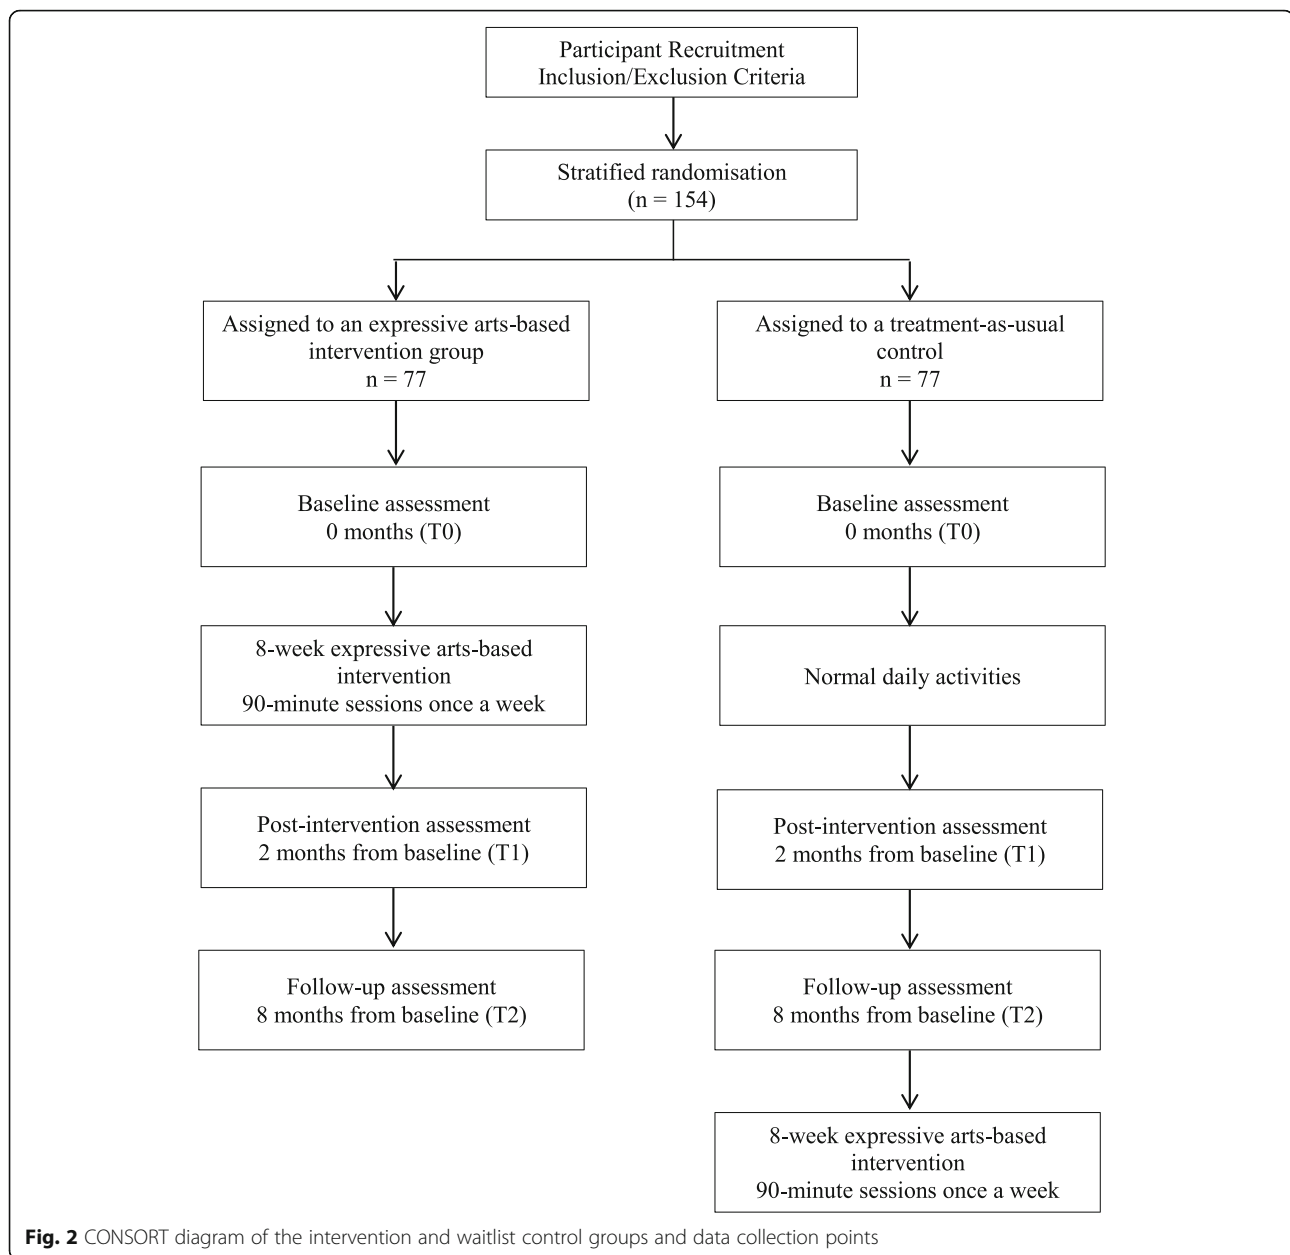 Participant Recruitment
Inclusion/Exclusion Criteria
Stratified randomisation
(n = 154)
Assigned to an expressive arts-based
intervention group
n = 77
Assigned to a treatment-as-usual
control
n = 77
Baseline assessment
0 months (T0)
Baseline assessment
0 months (T0)
8-week expressive arts-based
intervention
90-minute sessions once a week
Normal daily activities
Post-intervention assessment
2 months from baseline (T1)
Post-intervention assessment
2 months from baseline (T1)
Follow-up assessment
8 months from baseline (T2)
Follow-up assessment
8 months from baseline (T2)
8-week expressive arts-based
intervention
90-minute sessions once a week
Fig. 2 CONSORT diagram of the intervention and waitlist control groups and data collection points